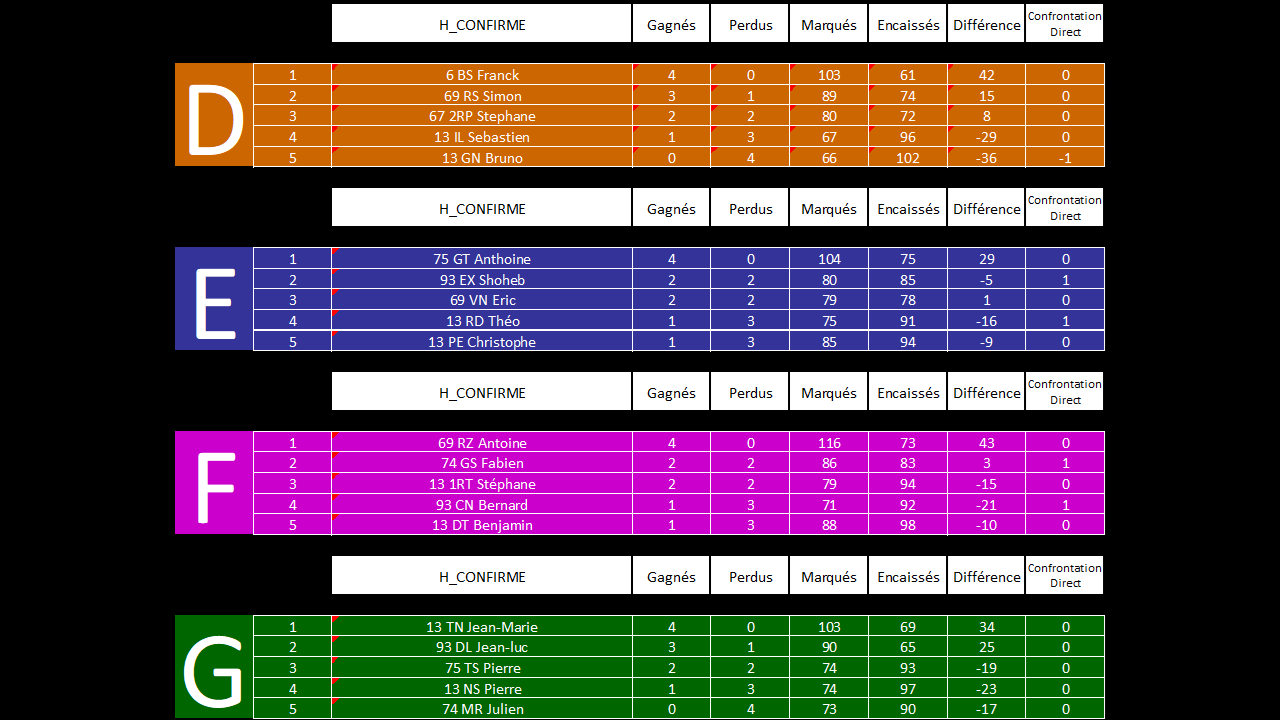 H_CONFIRME Gagnés Perdus Marqués Encaissés Différence Confrontation Direct
D
1 6 BS Franck 4 0 103 61 42 0
2 69 RS Simon 3 1 89 74 15 0
3 67 2RP Stephane 2 2 80 72 8 0
4 13 IL Sebastien 1 3 67 96 -29 0
5 13 GN Bruno 0 4 66 102 -36 -1
H_CONFIRME Gagnés Perdus Marqués Encaissés Différence Confrontation Direct
E
1 75 GT Anthoine 4 0 104 75 29 0
2 93 EX Shoheb 2 2 80 85 -5 1
3 69 VN Eric 2 2 79 78 1 0
4 13 RD Théo 1 3 75 91 -16 1
5 13 PE Christophe 1 3 85 94 -9 0
H_CONFIRME Gagnés Perdus Marqués Encaissés Différence Confrontation Direct
F
1 69 RZ Antoine 4 0 116 73 43 0
2 74 GS Fabien 2 2 86 83 3 1
3 13 1RT Stéphane 2 2 79 94 -15 0
4 93 CN Bernard 1 3 71 92 -21 1
5 13 DT Benjamin 1 3 88 98 -10 0
H_CONFIRME Gagnés Perdus Marqués Encaissés Différence Confrontation Direct
G
1 13 TN Jean-Marie 4 0 103 69 34 0
2 93 DL Jean-luc 3 1 90 65 25 0
3 75 TS Pierre 2 2 74 93 -19 0
4 13 NS Pierre 1 3 74 97 -23 0
5 74 MR Julien 0 4 73 90 -17 0